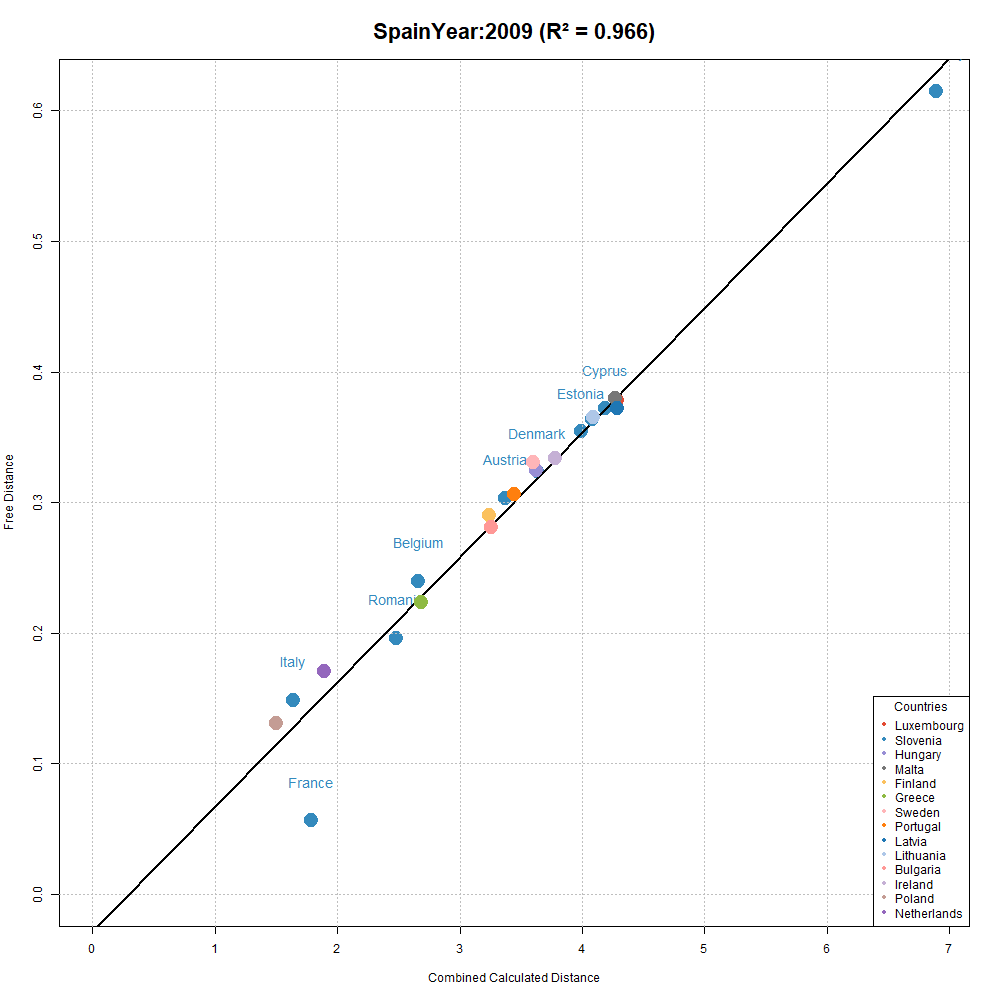 SpainYear:2009 (R² = 0.966)
Free Distance
0.6
0.5
0.4
0.3
0.2
0.1
0.0
Cyprus
Estonia
Denmark
Austria
Belgium
Romani
Italy
France
Countries
Luxembourg
Slovenia
Hungary
Malta
Finland
Greece
Sweden
Portugal
Latvia
Lithuania
Bulgaria
Ireland
Poland
Netherlands
0 1 2 3 4 5 6 7
Combined Calculated Distance